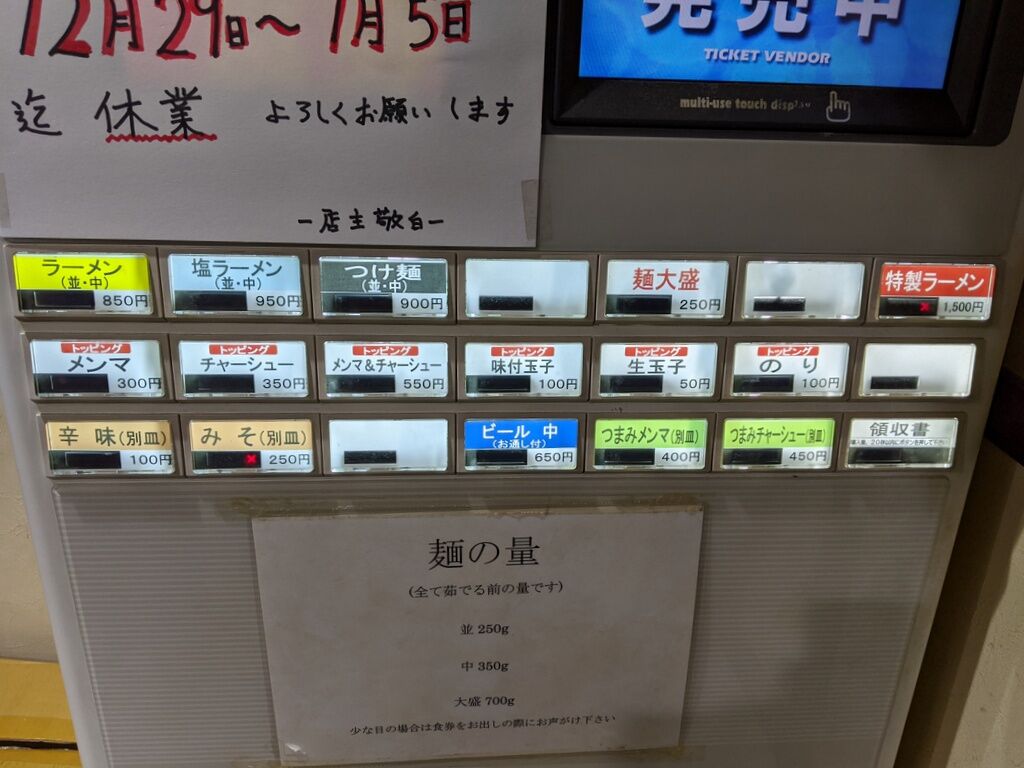 12月29日～1月5日
迄 休業 よろしくお願いします
ー店主敬白ー
発売中
TICKET VENDOR
multi-use touch display
ラーメン
(並・中)
850円
塩ラーメン
(並・中)
950円
つけ麺
(並・中)
900円
麺大盛
250円
特製ラーメン
1,500円
トッピング
メンマ
300円
トッピング
チャーシュー
350円
トッピング
メンマ&チャーシュー
550円
トッピング
味付玉子
100円
トッピング
生玉子
50円
トッピング
のり
100円
辛味(別皿)
100円
みそ(別皿)
250円
ビール 中
(お通し付)
650円
つまみメンマ(別皿)
400円
つまみチャーシュー(別皿)
450円
領収書
麺の量
(全て茹でる前の量です)
並 250g
中 350g
大盛 700g
少な目の場合は食券をお出しの際にお声がけ下さい